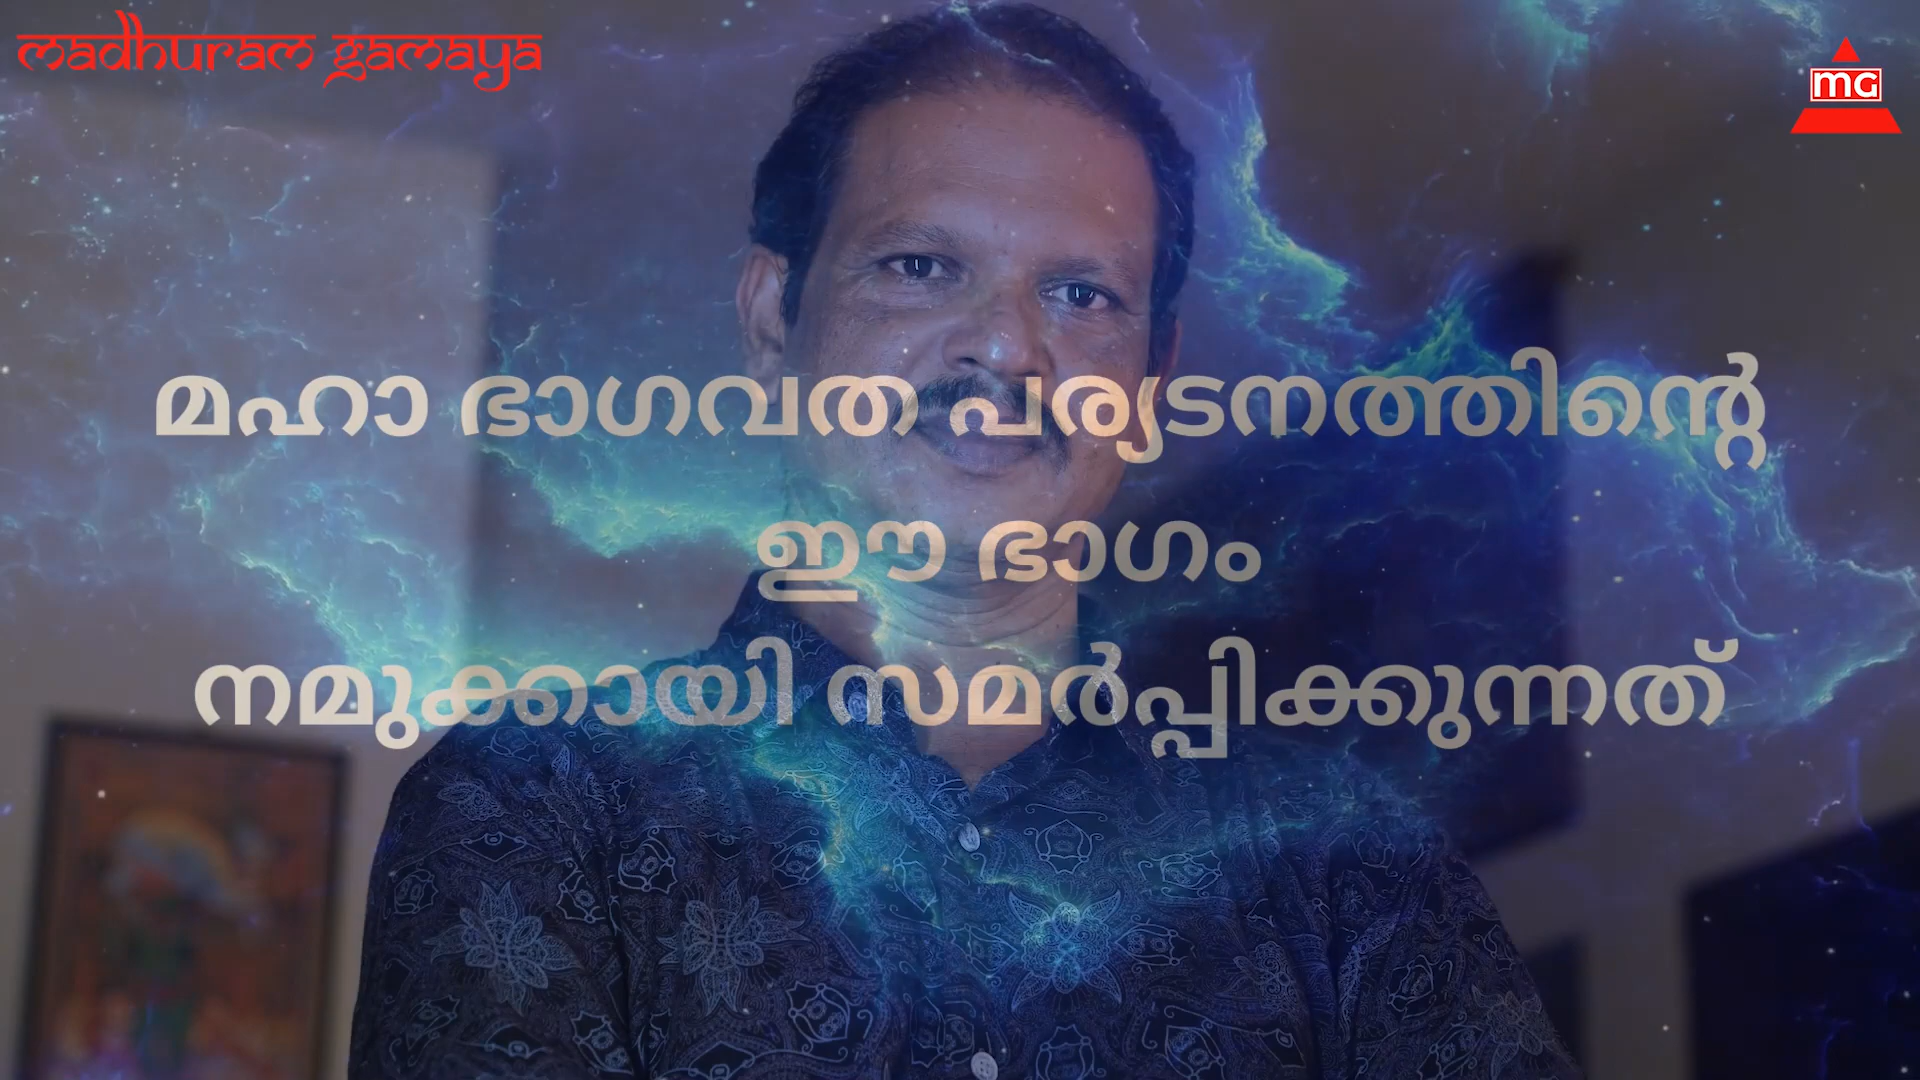 madhuram gamaya
mG
മഹാ ഭാഗവത പര്യടനത്തിന്റെ
ഈ ഭാഗം
നമുക്കായി സമർപ്പിക്കുന്നത്